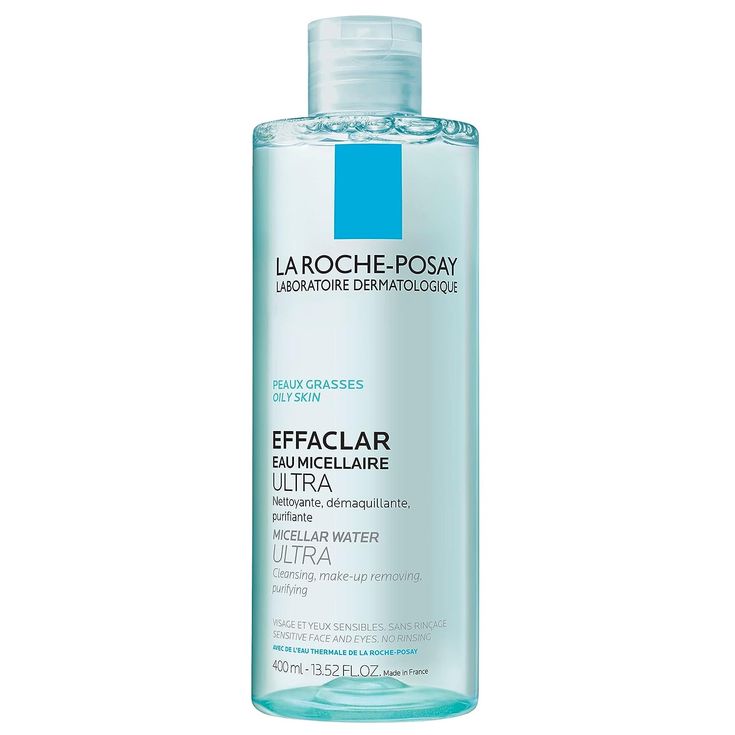 LA ROCHE-POSAY
LABORATOIRE DERMATOLOGIQUE
PEAUX GRASSES
OILY SKIN
EFFACLAR
EAU MICELLAIRE
ULTRA
Nettoyante, démaquillante,
purifiante
MICELLAR WATER
ULTRA
Cleansing, make-up removing,
purifying
VISAGE ET YEUX SENSIBLES. SANS RINÇAGE
SENSITIVE FACE AND EYES. NO RINSING
AVEC DE L'EAU THERMALE DE LA ROCHE-POSAY
400 ml - 13.52 FL.OZ. Made in France